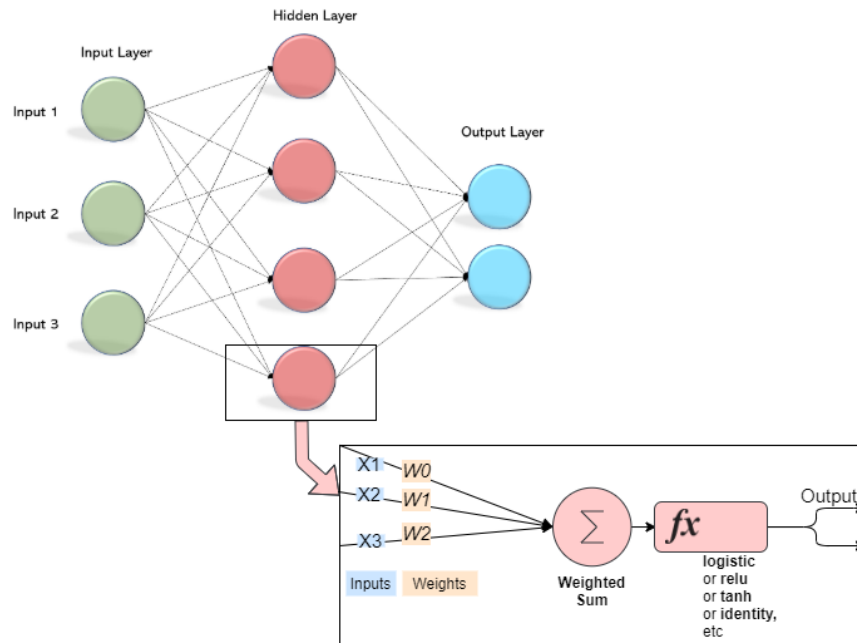 Hidden Layer
Input Layer
Input 1
Output Layer
Input 2
Input 3
X1 W0
X2 W1
X3 W2
Inputs Weights
∑
Weighted
Sum
fx
logistic
or relu
or tanh
or identity,
etc
Output